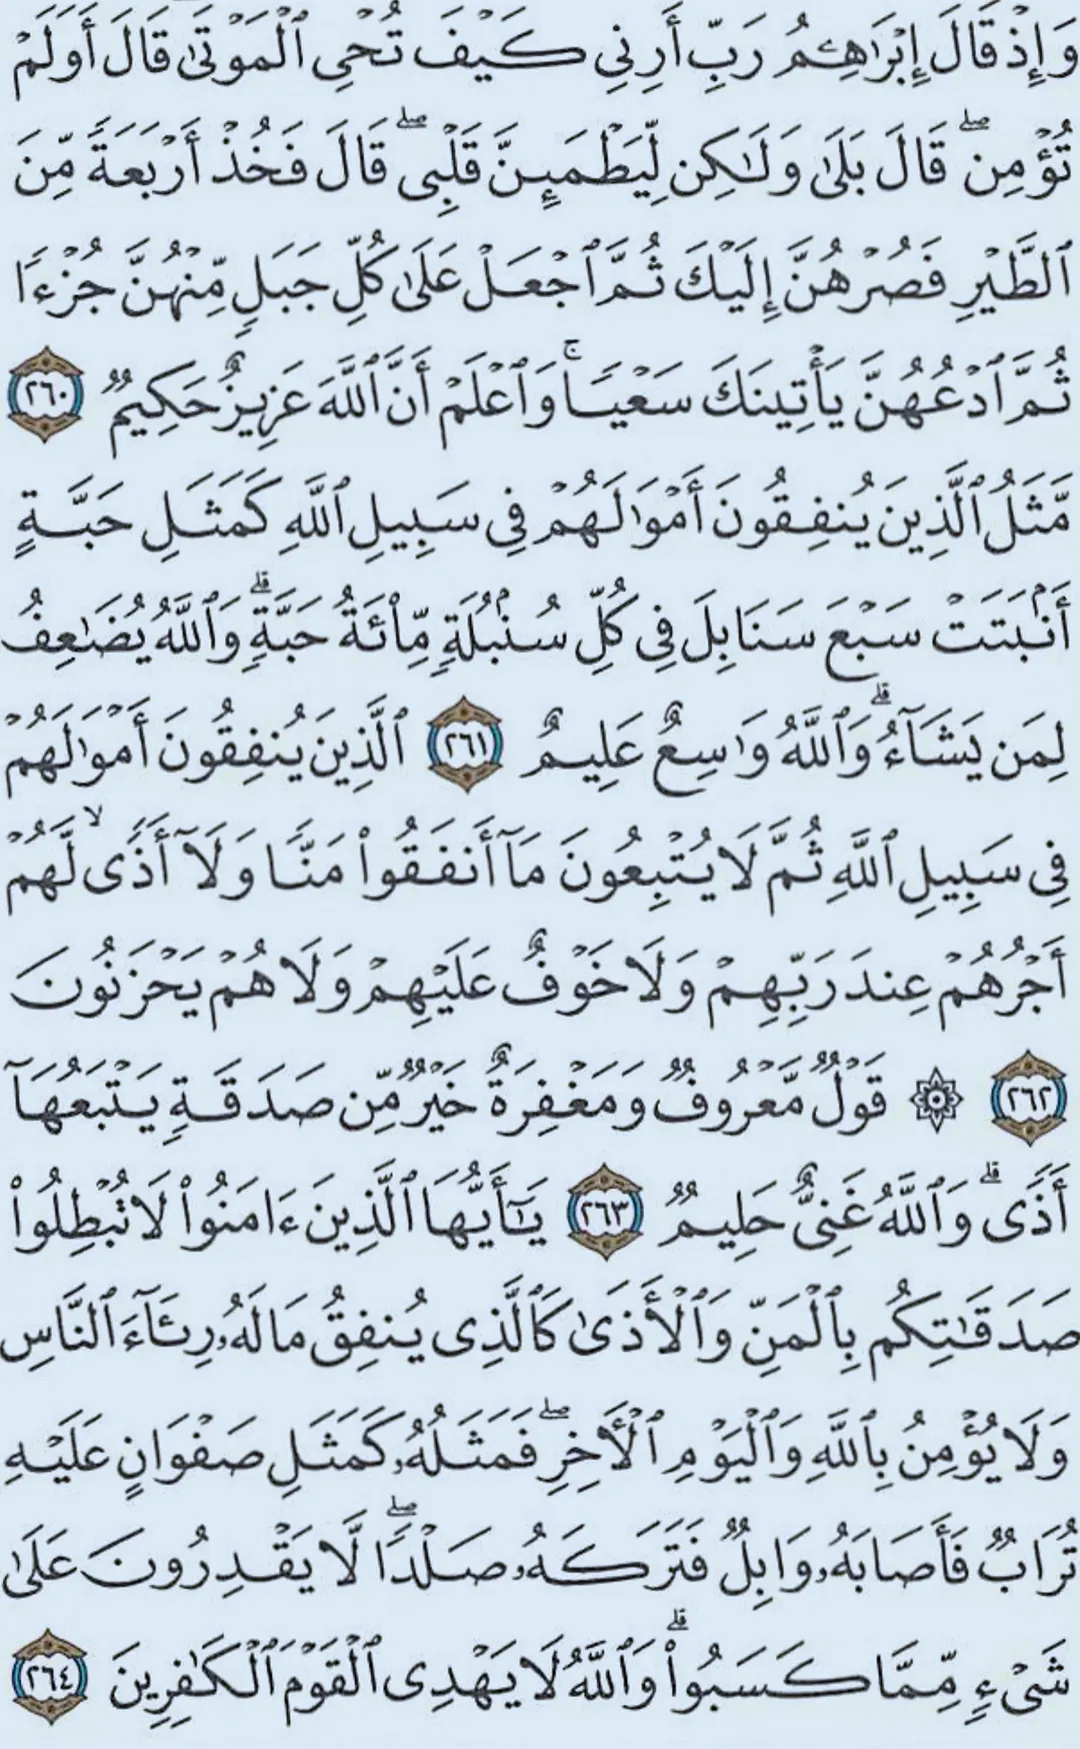 وَإِذْ قَالَ إِبْرَٰهِـۧمُ رَبِّ أَرِنِي كَيْفَ تُحْيِ ٱلْمَوْتَىٰ قَالَ أَوَلَمْ
تُؤْمِن ۖ قَالَ بَلَىٰ وَلَٰكِن لِّيَطْمَئِنَّ قَلْبِي ۖ قَالَ فَخُذْ أَرْبَعَةً مِّنَ
ٱلطَّيْرِ فَصُرْهُنَّ إِلَيْكَ ثُمَّ ٱجْعَلْ عَلَىٰ كُلِّ جَبَلٍ مِّنْهُنَّ جُزْءًا
ثُمَّ ٱدْعُهُنَّ يَأْتِينَكَ سَعْيًا ۚ وَٱعْلَمْ أَنَّ ٱللَّهَ عَزِيزٌ حَكِيمٌ ٢٦٠
مَّثَلُ ٱلَّذِينَ يُنفِقُونَ أَمْوَٰلَهُمْ فِي سَبِيلِ ٱللَّهِ كَمَثَلِ حَبَّةٍ
أَنۢبَتَتْ سَبْعَ سَنَابِلَ فِي كُلِّ سُنۢبُلَةٍ مِّا۟ئَةُ حَبَّةٍ ۗ وَٱللَّهُ يُضَٰعِفُ
لِمَن يَشَآءُ ۗ وَٱللَّهُ وَٰسِعٌ عَلِيمٌ ٢٦١ ٱلَّذِينَ يُنفِقُونَ أَمْوَٰلَهُمْ
فِي سَبِيلِ ٱللَّهِ ثُمَّ لَا يُتْبِعُونَ مَآ أَنفَقُوا۟ مَنًّا وَلَآ أَذًى ۙ لَّهُمْ
أَجْرُهُمْ عِندَ رَبِّهِمْ وَلَا خَوْفٌ عَلَيْهِمْ وَلَا هُمْ يَحْزَنُونَ
٢٦٢ ۞ قَوْلٌ مَّعْرُوفٌ وَمَغْفِرَةٌ خَيْرٌ مِّن صَدَقَةٍ يَتْبَعُهَآ
أَذًى ۗ وَٱللَّهُ غَنِيٌّ حَلِيمٌ ٢٦٣ يَٰٓأَيُّهَا ٱلَّذِينَ ءَامَنُوا۟ لَا تُبْطِلُوا۟
صَدَقَٰتِكُم بِٱلْمَنِّ وَٱلْأَذَىٰ كَٱلَّذِي يُنفِقُ مَالَهُۥ رِئَآءَ ٱلنَّاسِ
وَلَا يُؤْمِنُ بِٱللَّهِ وَٱلْيَوْمِ ٱلْأَخِرِ ۖ فَمَثَلُهُۥ كَمَثَلِ صَفْوَانٍ عَلَيْهِ
تُرَابٌ فَأَصَابَهُۥ وَابِلٌ فَتَرَكَهُۥ صَلْدًا ۖ لَّا يَقْدِرُونَ عَلَىٰ
شَيْءٍ مِّمَّا كَسَبُوا۟ ۗ وَٱللَّهُ لَا يَهْدِي ٱلْقَوْمَ ٱلْكَٰفِرِينَ ٢٦٤